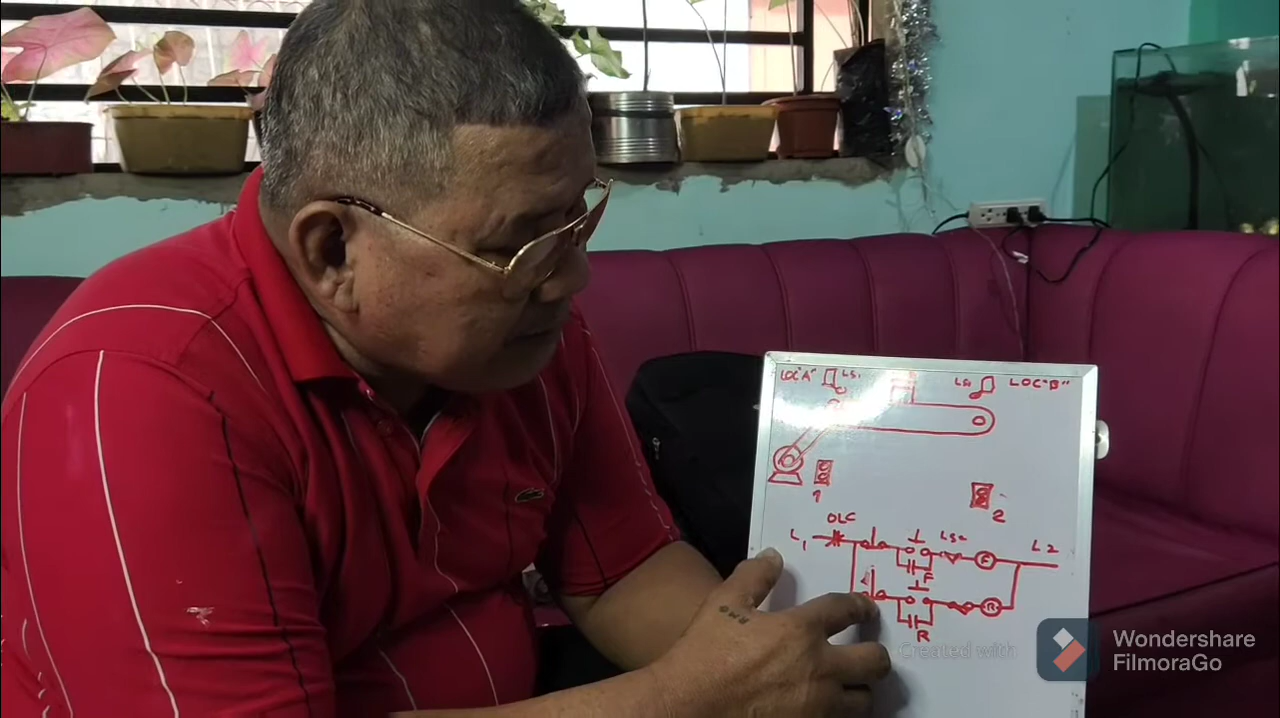 LOC"A" LS1 LS2 LOC"B"
1
2
OLC
L1 LS2 F L2
F
R
R
Created with
Wondershare
FilmoraGo